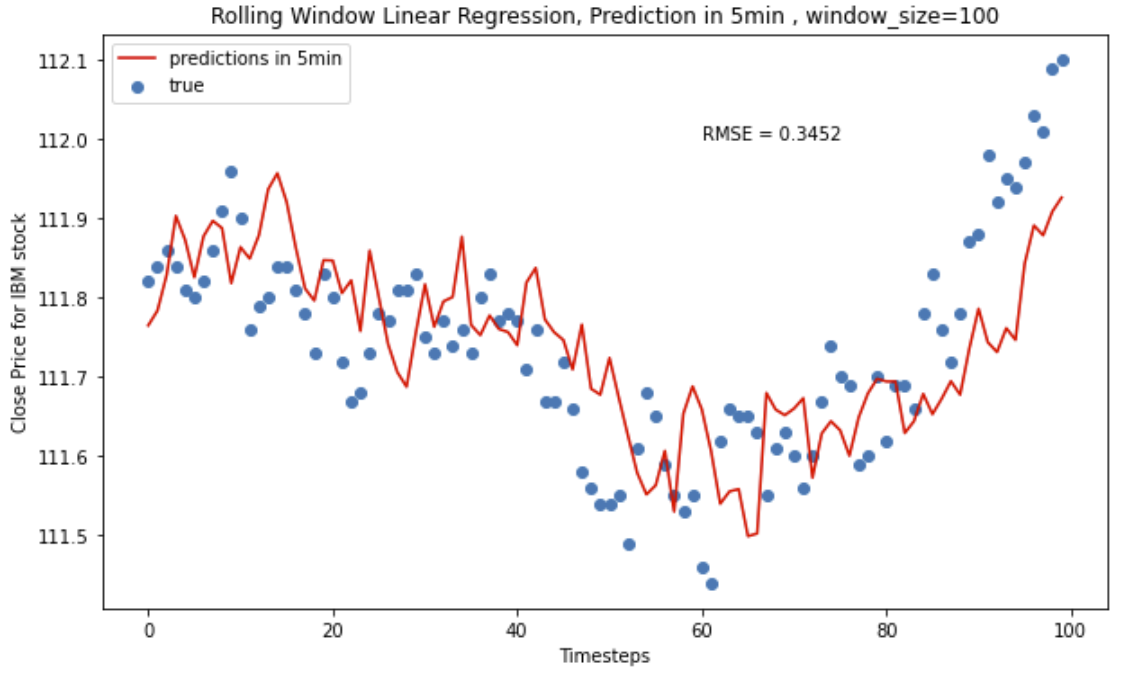 Rolling Window Linear Regression, Prediction in 5min , window_size=100
predictions in 5min
true
RMSE = 0.3452
Close Price for IBM stock
112.1
112.0
111.9
111.8
111.7
111.6
111.5
0 20 40 60 80 100
Timesteps